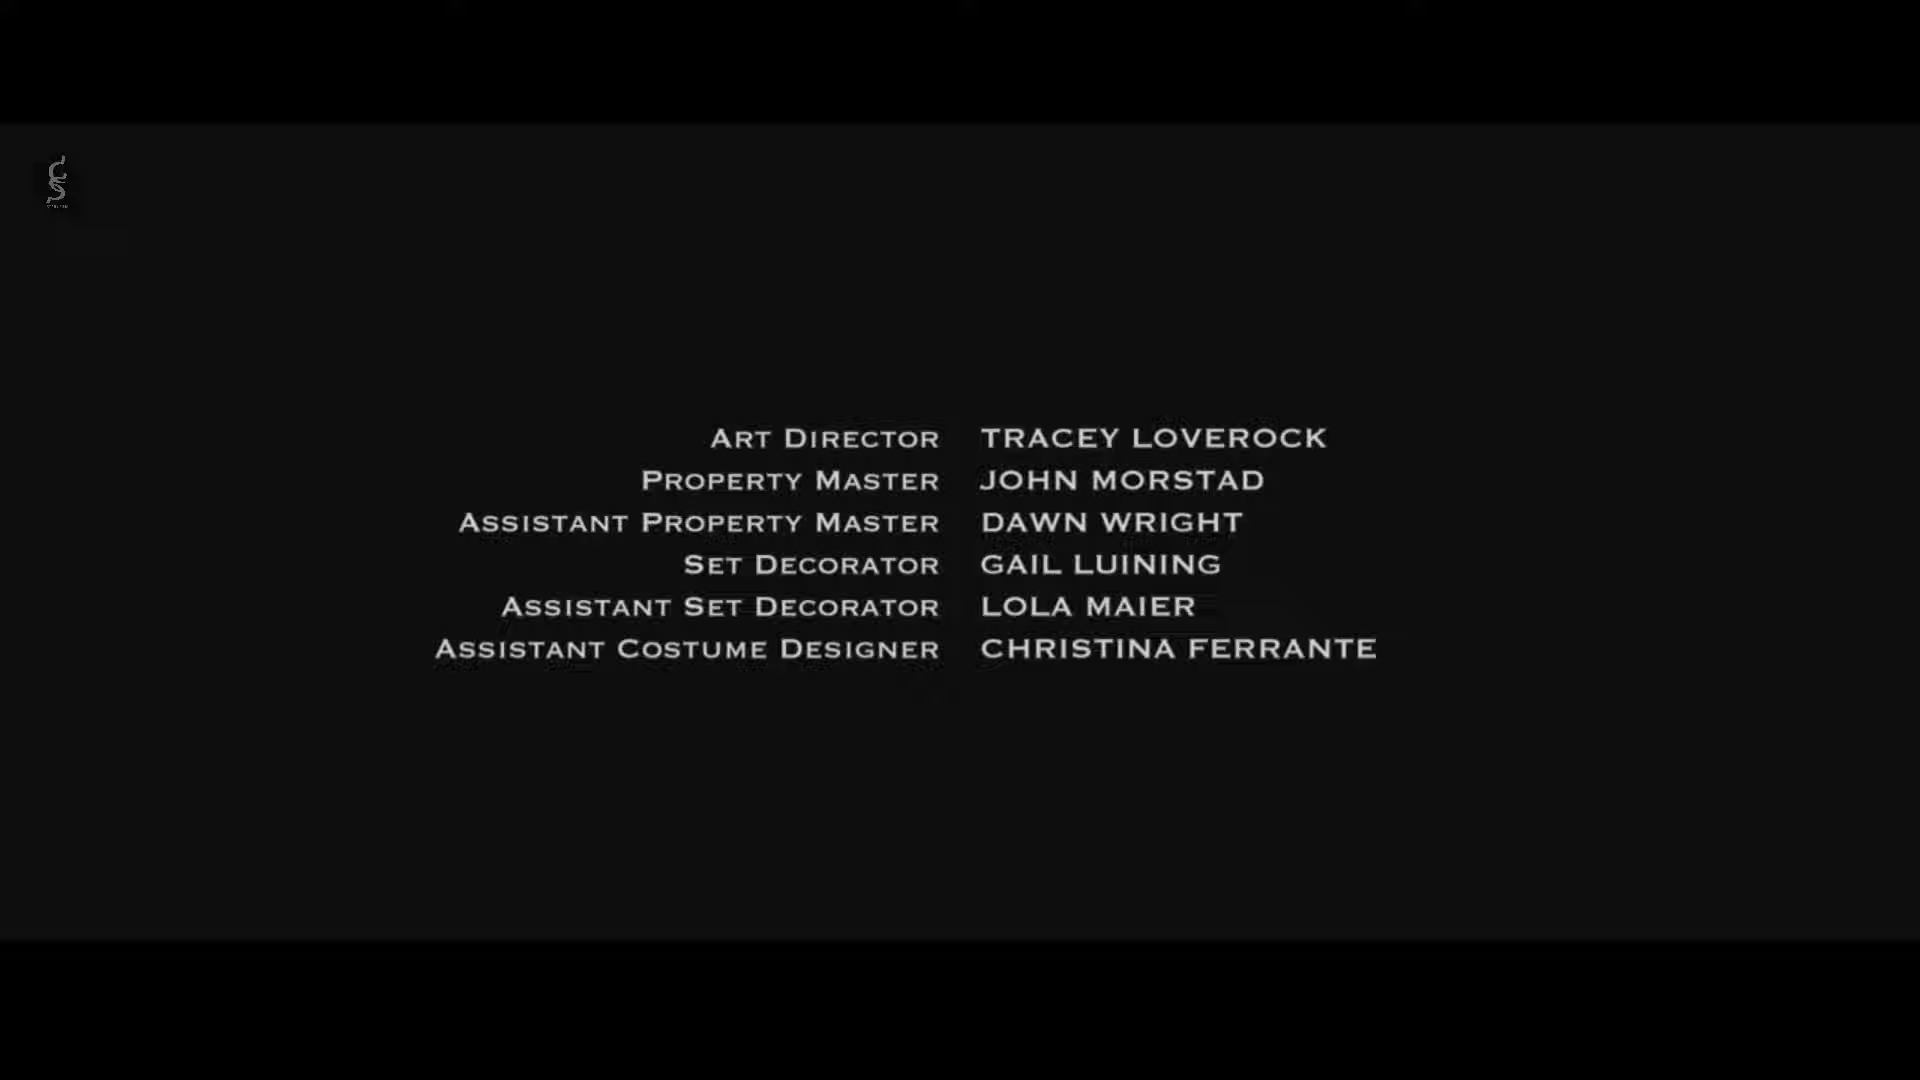 ART DIRECTOR TRACEY LOVEROCK
PROPERTY MASTER JOHN MORSTAD
ASSISTANT PROPERTY MASTER DAWN WRIGHT
SET DECORATOR GAIL LUINING
ASSISTANT SET DECORATOR LOLA MAIER
ASSISTANT COSTUME DESIGNER CHRISTINA FERRANTE